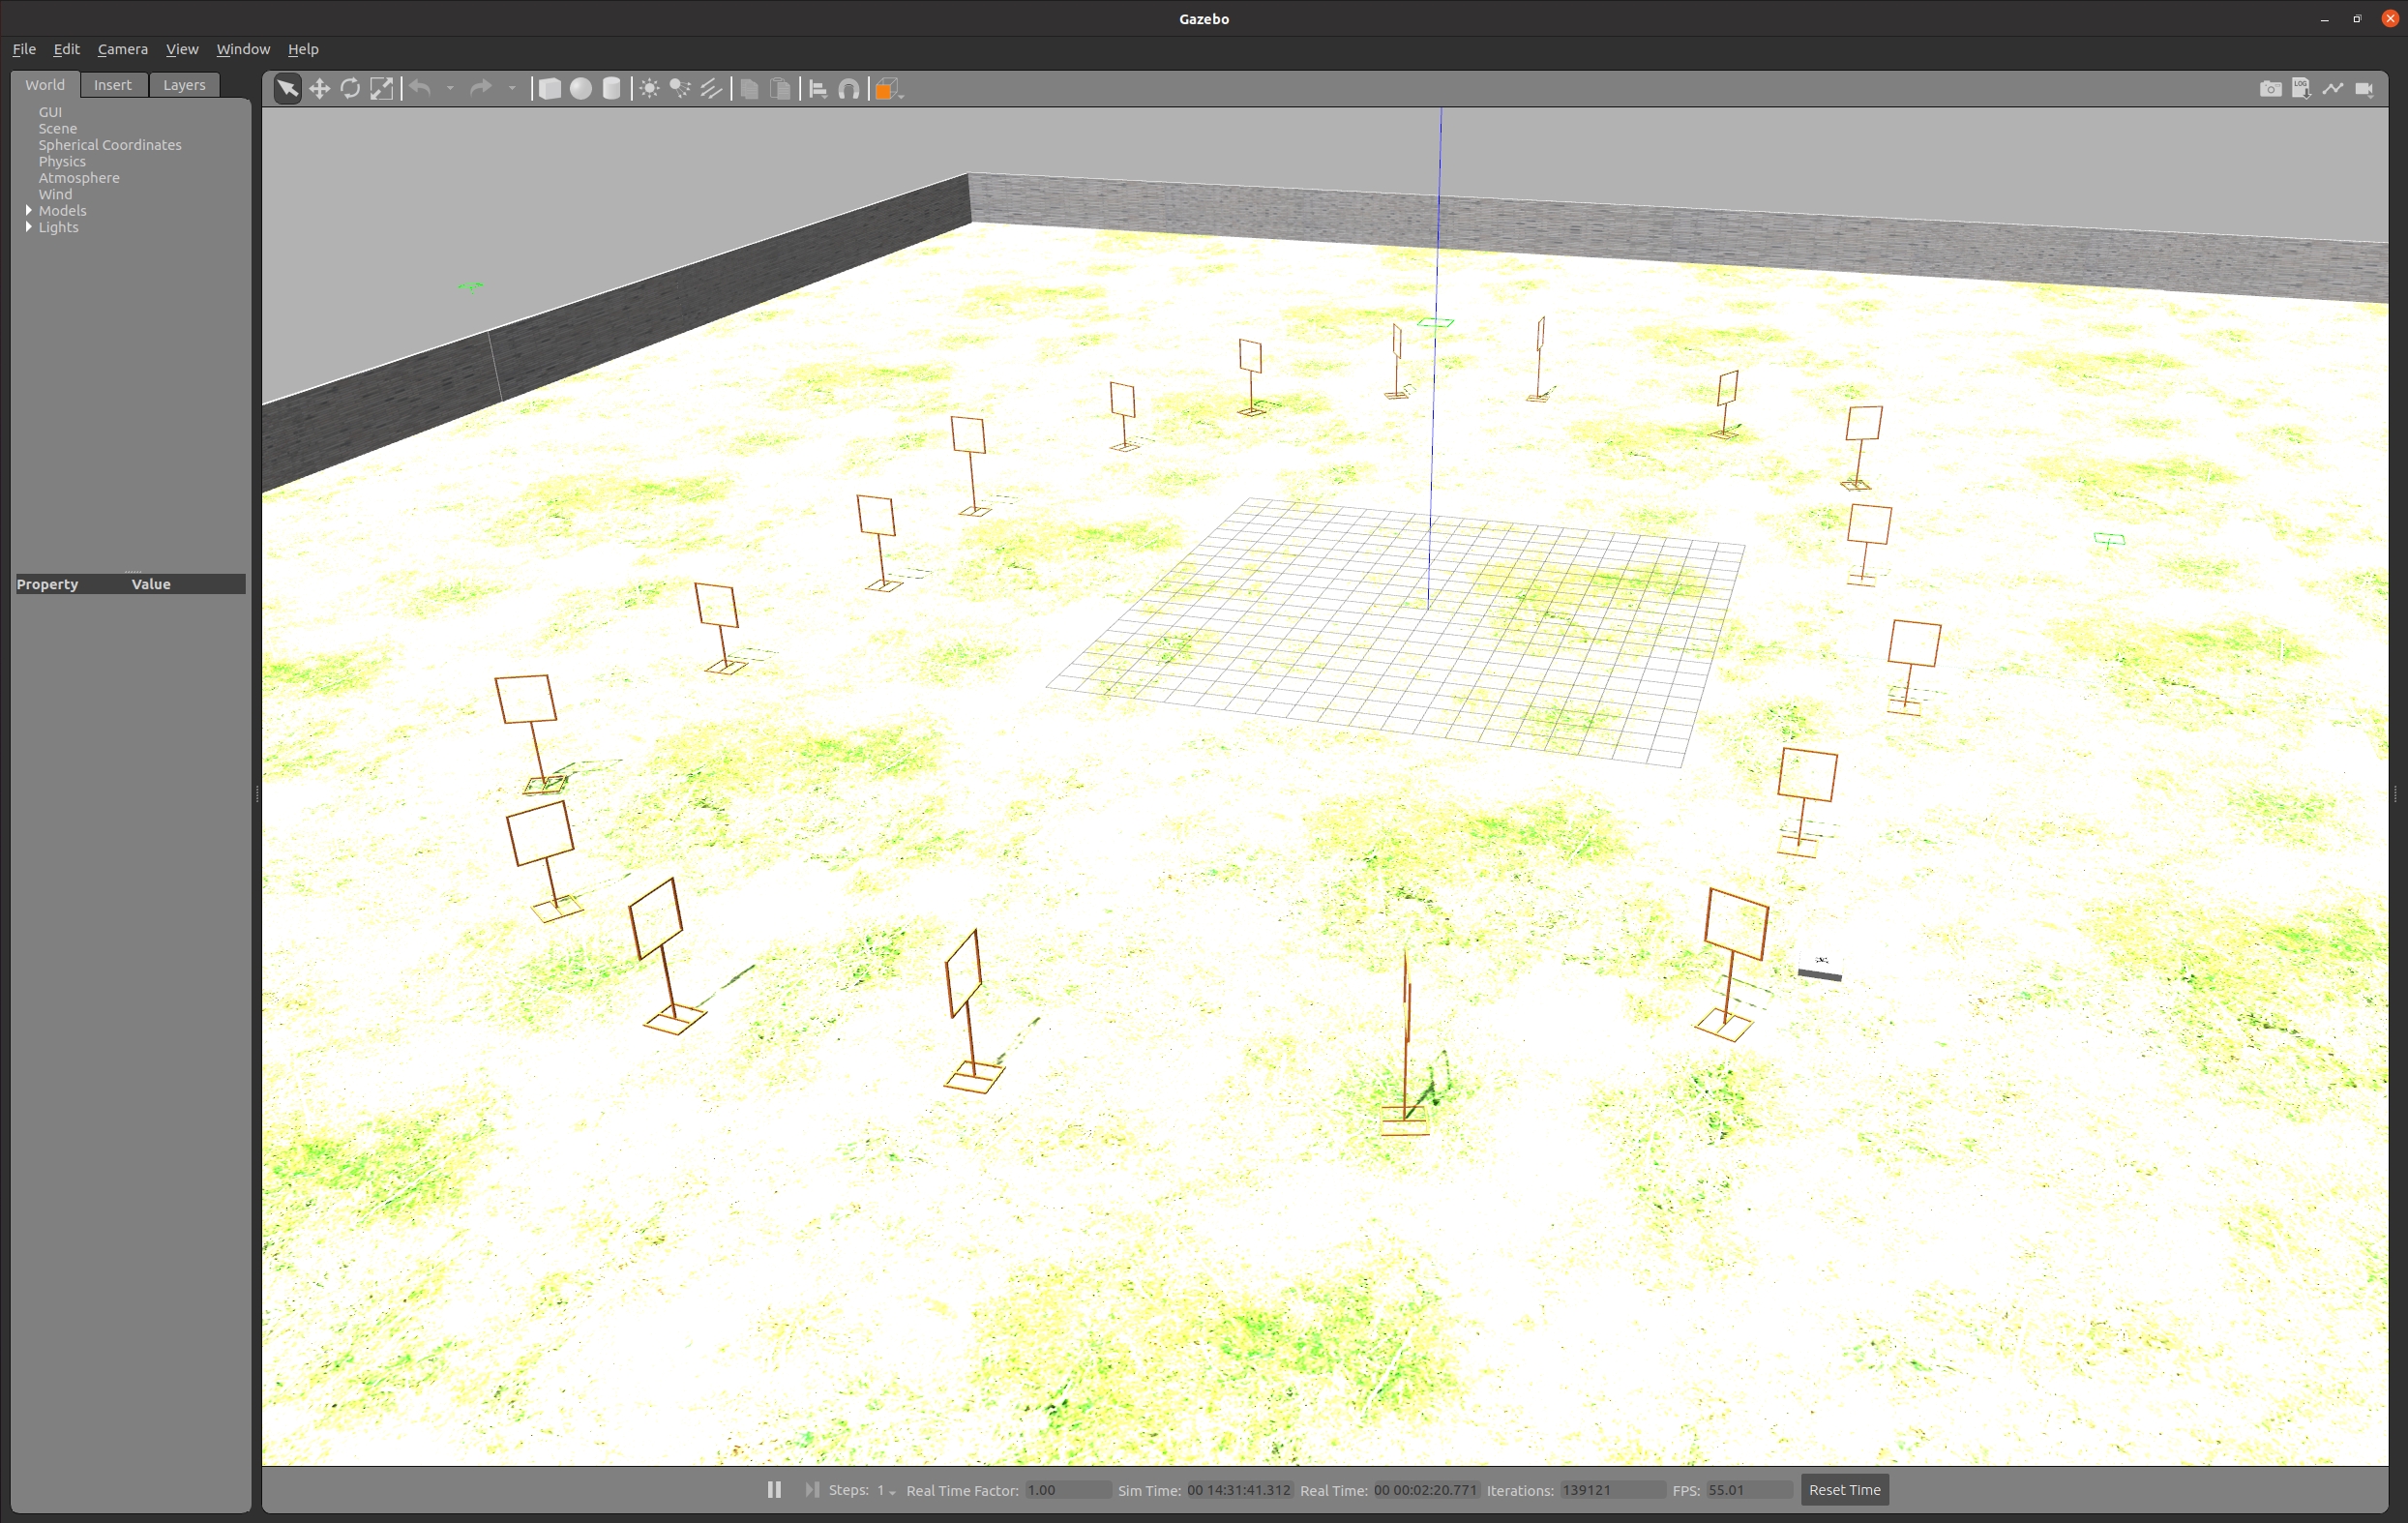 Gazebo
File Edit Camera View Window Help
World Insert Layers
LOG
GUI
Scene
Spherical Coordinates
Physics
Atmosphere
Wind
Models
Lights
Property Value
Steps: 1 Real Time Factor: 1.00 Sim Time: 00 14:31:41.312 Real Time: 00 00:02:20.771 Iterations: 139121 FPS: 55.01 Reset Time